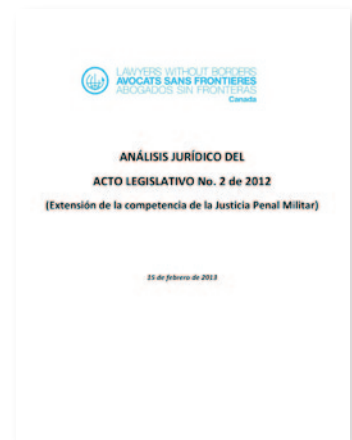 LAWYERS WITHOUT BORDERS
AVOCATS SANS FRONTIERES
ABOGADOS SIN FRONTERAS
Canada
ANÁLISIS JURÍDICO DEL
ACTO LEGISLATIVO No. 2 de 2012
(Extensión de la competencia de la Justicia Penal Militar)
15 de febrero de 2013